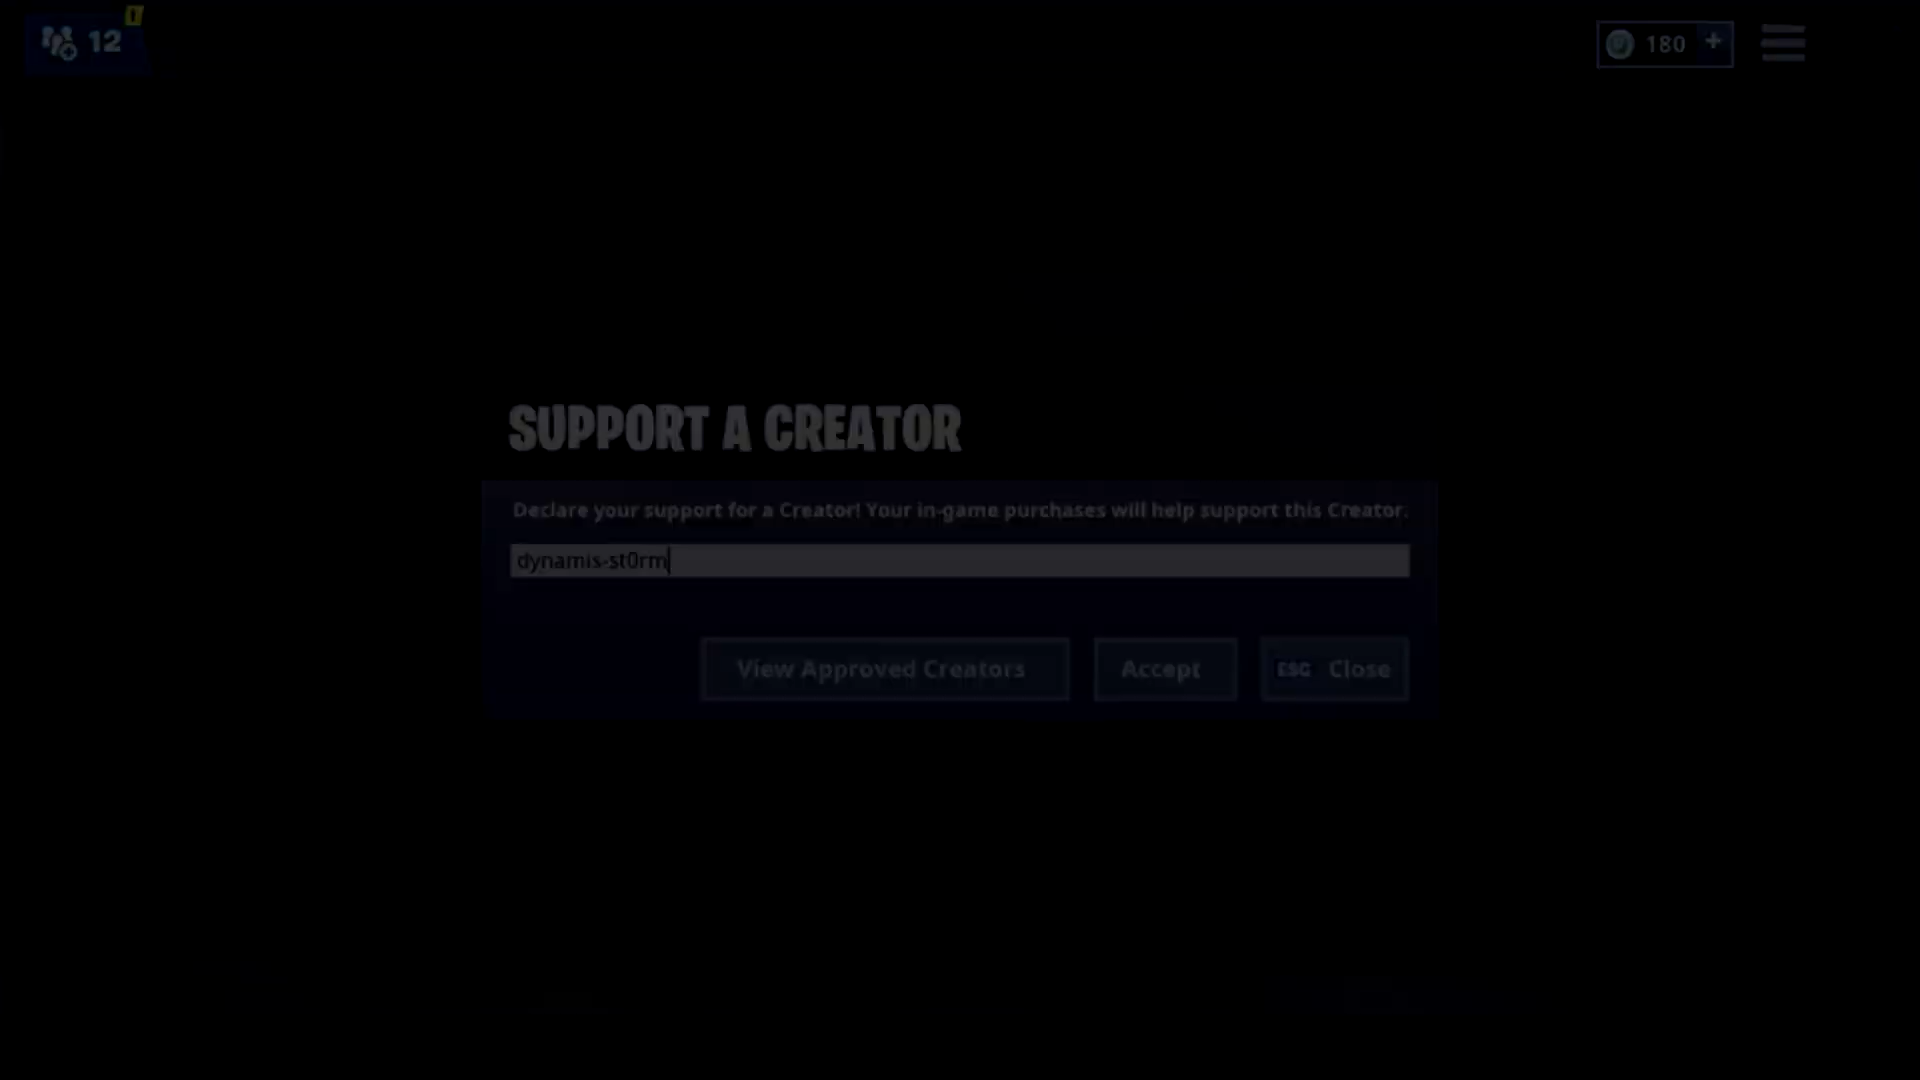 12
180 +
SUPPORT A CREATOR
Declare your support for a Creator! Your in-game purchases will help support this Creator.
dynamis-st0rm
View Approved Creators
Accept
ESC Close